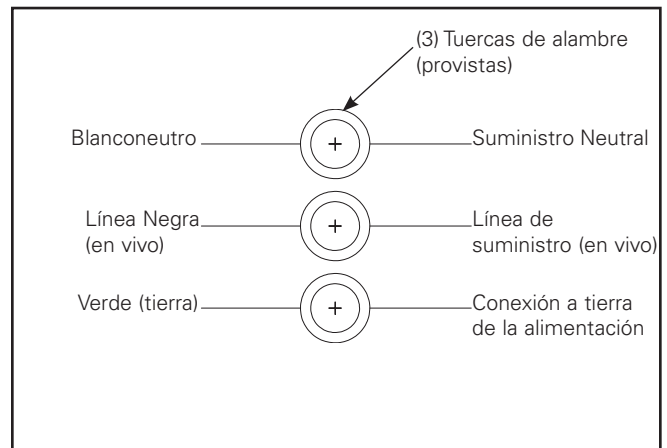 (3) Tuercas de alambre
(provistas)
Blanconeutro
Suministro Neutral
Línea Negra
(en vivo)
Línea de
suministro (en vivo)
Verde (tierra)
Conexión a tierra
de la alimentación